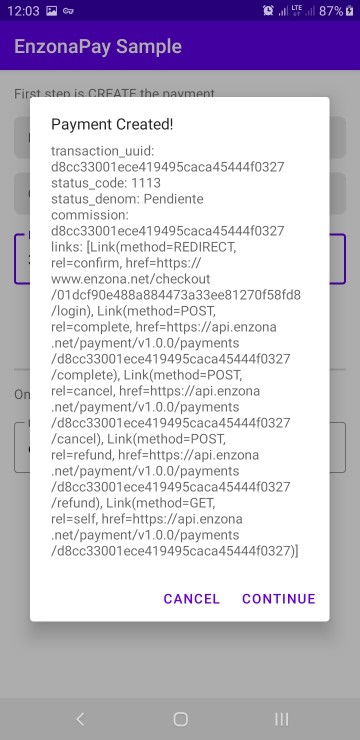 12:03
LTE
87%
EnzonaPay Sample
First step is CREATE the payment
Payment Created!
transaction_uuid:
d8cc33001ece419495caca45444f0327
status_code: 1113
status_denom: Pendiente
commission:
d8cc33001ece419495caca45444f0327
links: [Link(method=REDIRECT,
rel=confirm, href=https://
www.enzona.net/checkout
/01dcf90e488a884473a33ee81270f58fd8
/login), Link(method=POST,
rel=complete, href=https://api.enzona
.net/payment/v1.0.0/payments
/d8cc33001ece419495caca45444f0327
/complete), Link(method=POST,
rel=cancel, href=https://api.enzona
.net/payment/v1.0.0/payments
/d8cc33001ece419495caca45444f0327
/cancel), Link(method=POST,
rel=refund, href=https://api.enzona
.net/payment/v1.0.0/payments
/d8cc33001ece419495caca45444f0327
/refund), Link(method=GET,
rel=self, href=https://api.enzona
.net/payment/v1.0.0/payments
/d8cc33001ece419495caca45444f0327)]
On
CANCEL CONTINUE